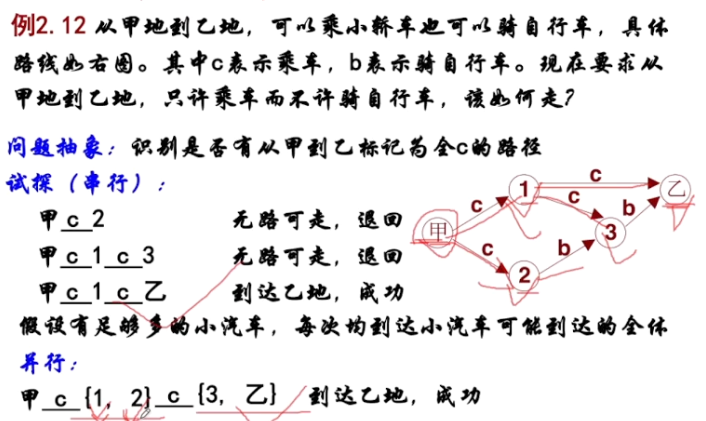 例2.12 从甲地到乙地，可以乘小轿车也可以骑自行车，具体
路线如右图。其中c表示乘车，b表示骑自行车。现在要求从
甲地到乙地，只许乘车而不许骑自行车，该如何走？
问题抽象：识别是否有从甲到乙标记为全c的路径
试探（串行）：
甲 c 2 无路可走，退回
甲 c 1 c 3 无路可走，退回
甲 c 1 c 乙 到达乙地，成功
c
1
c
乙
c
b
甲
3
c
b
2
假设有足够多的小汽车，每次均到达小汽车可能到达的全体
并行：
甲 c {1, 2} c {3, 乙} 到达乙地，成功